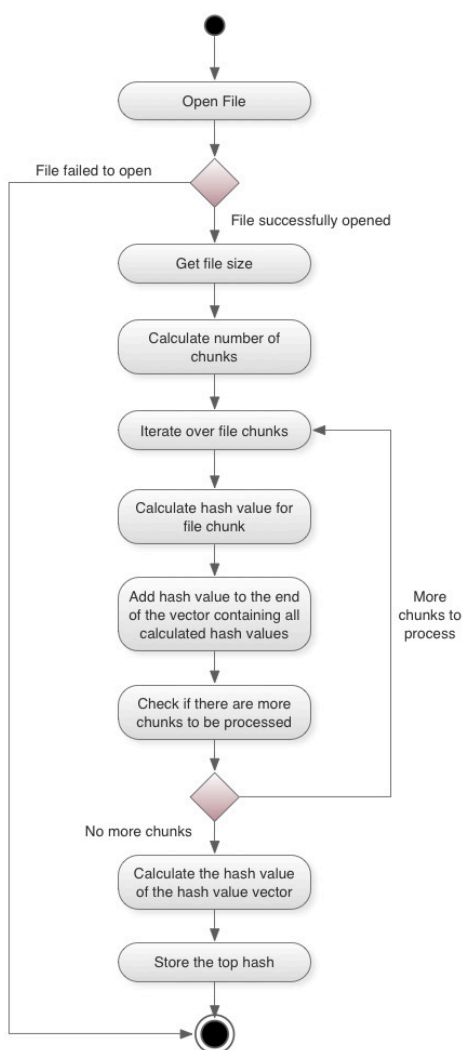 Open File
File failed to open
File successfully opened
Get file size
Calculate number of
chunks
Iterate over file chunks
Calculate hash value for
file chunk
Add hash value to the end
of the vector containing all
calculated hash values
More
chunks to
process
Check if there are more
chunks to be processed
No more chunks
Calculate the hash value
of the hash value vector
Store the top hash